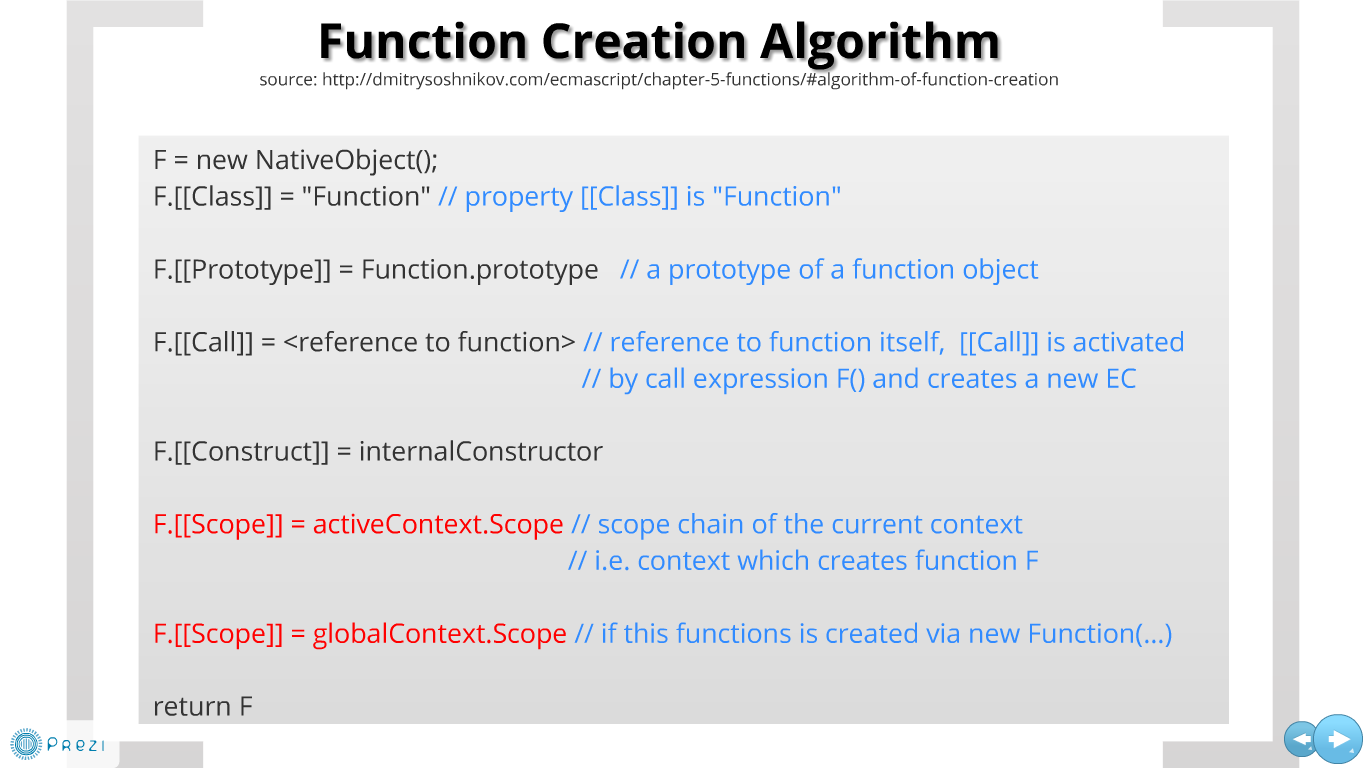 Function Creation Algorithm
source: http://dmitrysoshnikov.com/ecmascript/chapter-5-functions/#algorithm-of-function-creation
F = new NativeObject();
F.[[Class]] = "Function" // property [[Class]] is "Function"
F.[[Prototype]] = Function.prototype // a prototype of a function object
F.[[Call]] = <reference to function> // reference to function itself, [[Call]] is activated
// by call expression F() and creates a new EC
F.[[Construct]] = internalConstructor
F.[[Scope]] = activeContext.Scope // scope chain of the current context
// i.e. context which creates function F
F.[[Scope]] = globalContext.Scope // if this functions is created via new Function(...)
return F
Prezi